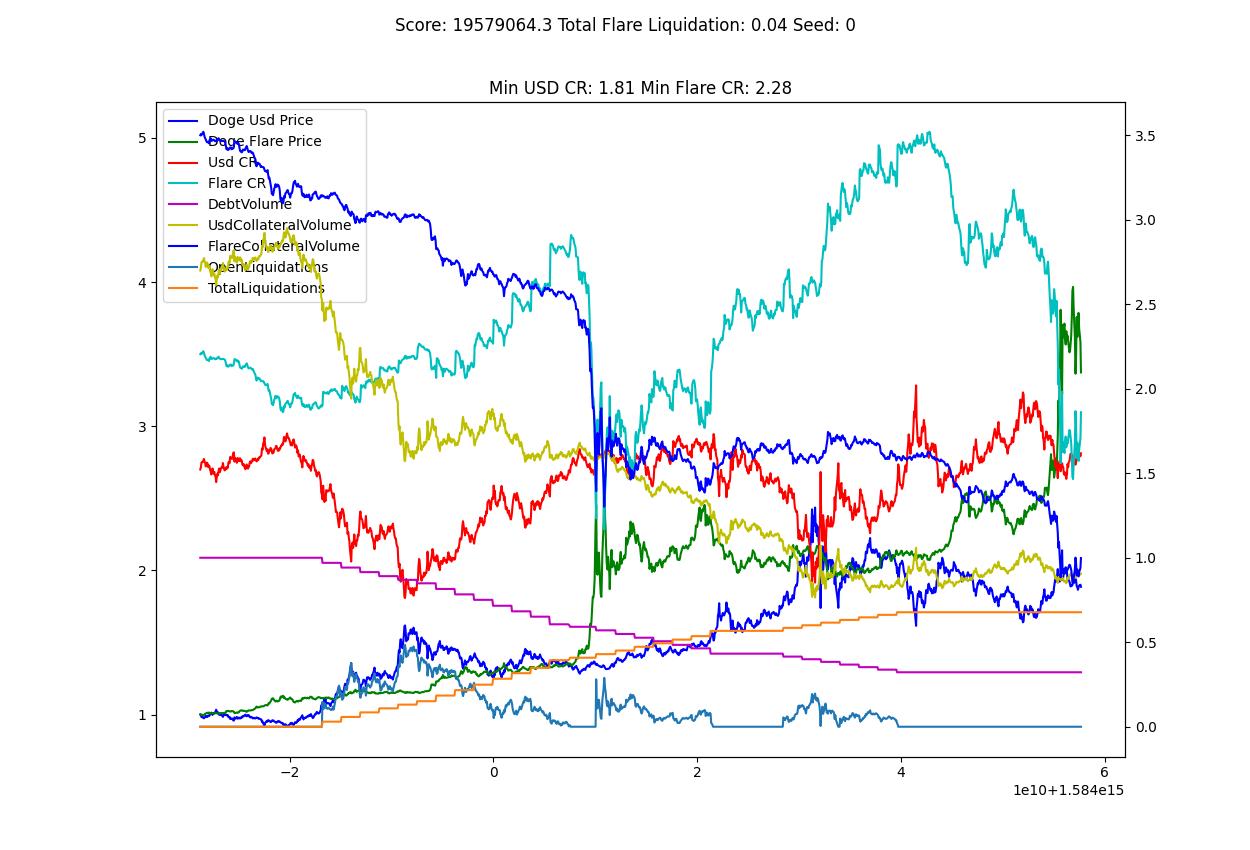 Score: 19579064.3 Total Flare Liquidation: 0.04 Seed: 0
Min USD CR: 1.81 Min Flare CR: 2.28
Doge Usd Price
Doge Flare Price
Usd CR
Flare CR
DebtVolume
UsdCollateralVolume
FlareCollateralVolume
OpenLiquidations
TotalLiquidations
5
4
3
2
1
3.5
3.0
2.5
2.0
1.5
1.0
0.5
0.0
−2
0
2
4
6
1e10+1.584e15